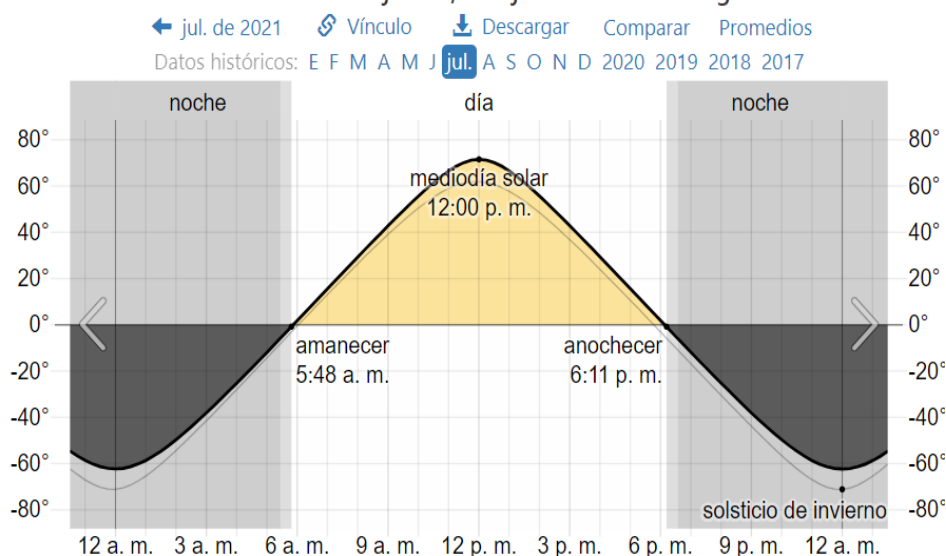 ← jul. de 2021 Vínculo Descargar Comparar Promedios
Datos históricos: E F M A M J jul. A S O N D 2020 2019 2018 2017
noche día noche
80° 80°
mediodía solar
60° 60°
12:00 p. m.
40° 40°
20° 20°
0° 0°
amanecer anochecer
-20° 5:48 a. m. 6:11 p. m. -20°
-40° -40°
-60° -60°
-80° solsticio de invierno -80°
12 a. m. 3 a. m. 6 a. m. 9 a. m. 12 p. m. 3 p. m. 6 p. m. 9 p. m. 12 a. m.